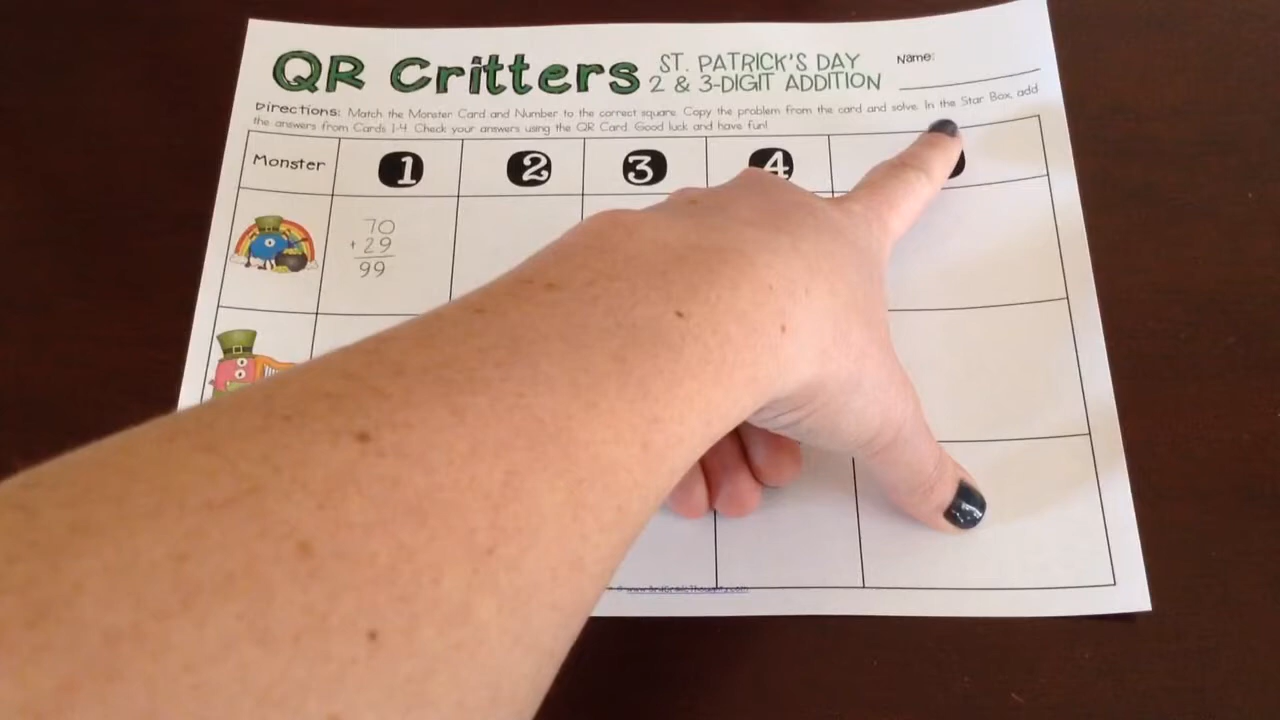 QR Critters
ST. PATRICK'S DAY
2 & 3-DIGIT ADDITION
Name:
Directions: Match the Monster Card and Number to the correct square. Copy the problem from the card and solve. In the Star Box, add
the answers from Cards 1-4. Check your answers using the QR Card. Good luck and have fun!
Monster 1 2 3 4
70
+ 29
99